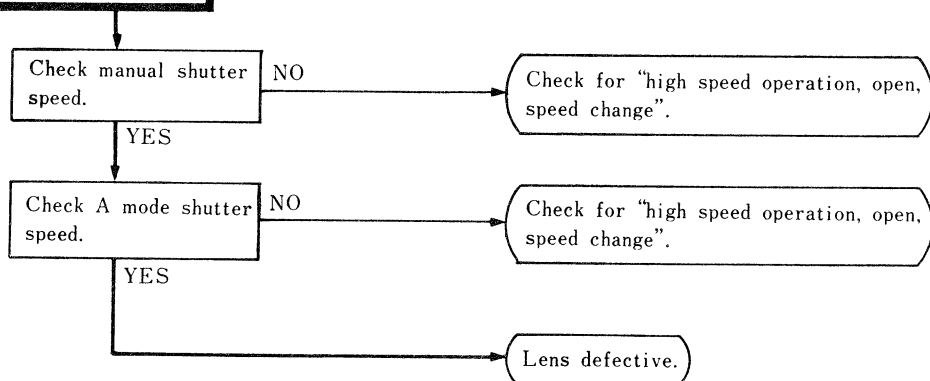 Check manual shutter
speed.
NO
Check for “high speed operation, open,
speed change”.
YES
Check A mode shutter
speed.
NO
Check for “high speed operation, open,
speed change”.
YES
Lens defective.